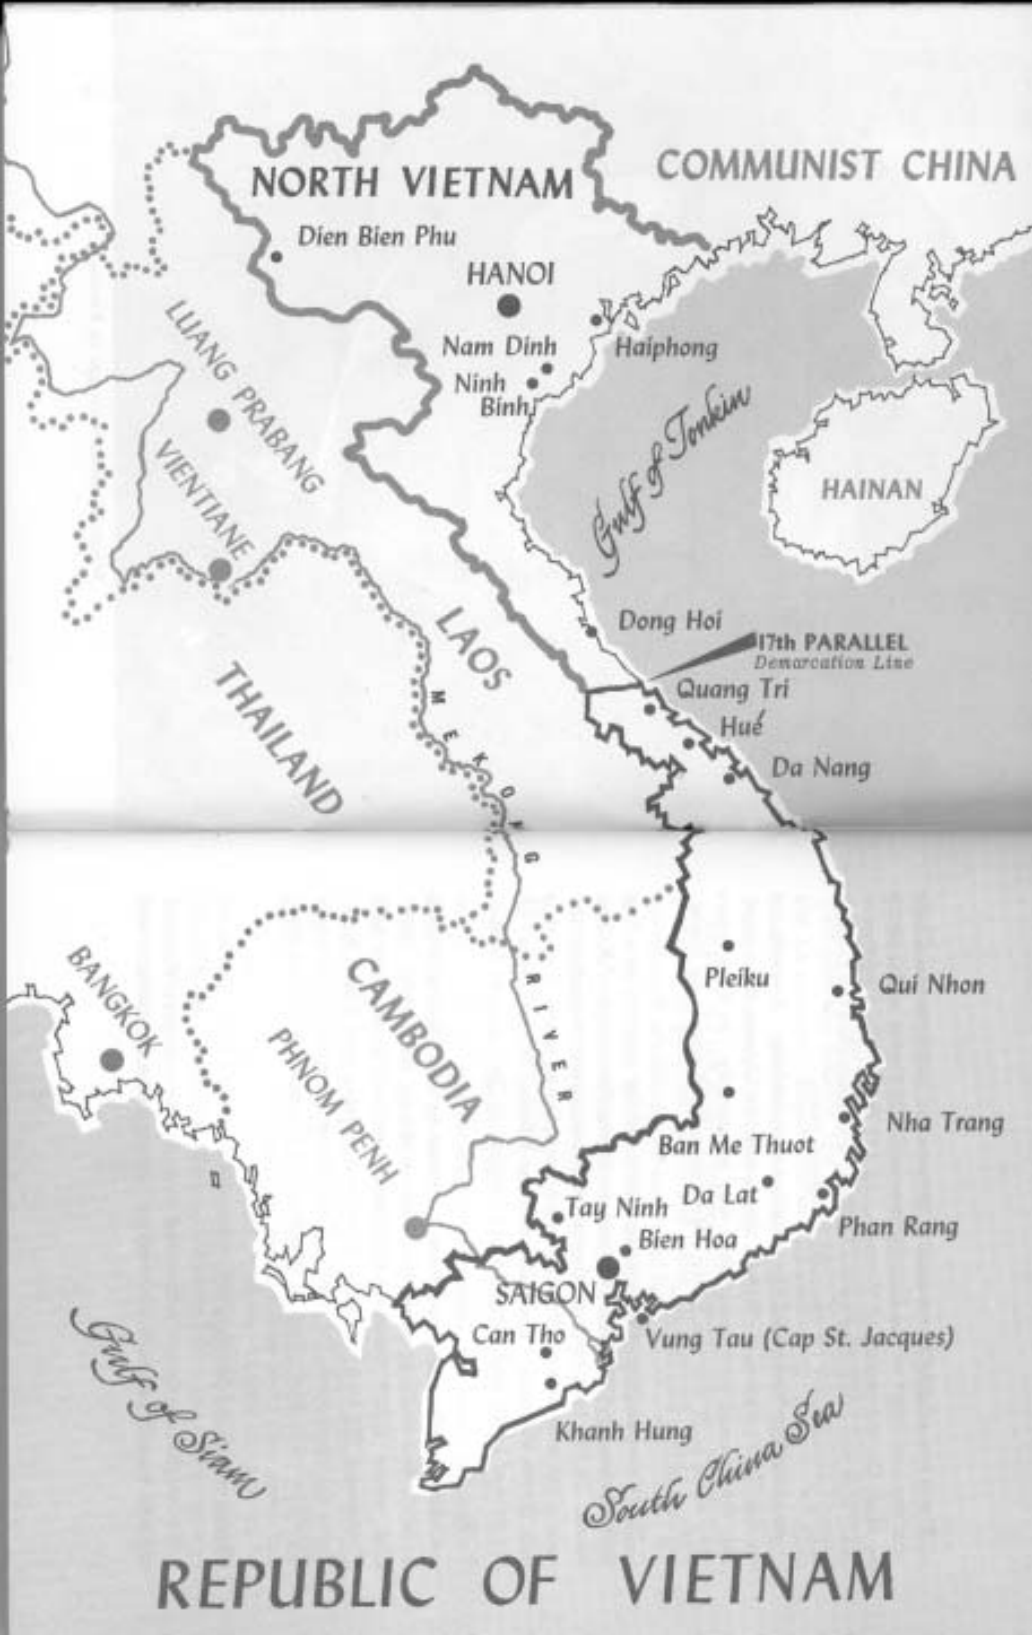 COMMUNIST CHINA
NORTH VIETNAM
Dien Bien Phu
HANOI
Nam Dinh
Haiphong
Ninh
Binh
LUANG PRABANG
VIENTIANE
Gulf of Tonkin
HAINAN
LAOS
Dong Hoi
17th PARALLEL
Demarcation Line
THAILAND
Quang Tri
Hué
Da Nang
MEKONG RIVER
BANGKOK
CAMBODIA
PHNOM PENH
Pleiku
Qui Nhon
Nha Trang
Ban Me Thuot
Da Lat
Tay Ninh
Phan Rang
Bien Hoa
SAIGON
Can Tho
Vung Tau (Cap St. Jacques)
Gulf of Siam
Khanh Hung
South China Sea
REPUBLIC OF VIETNAM